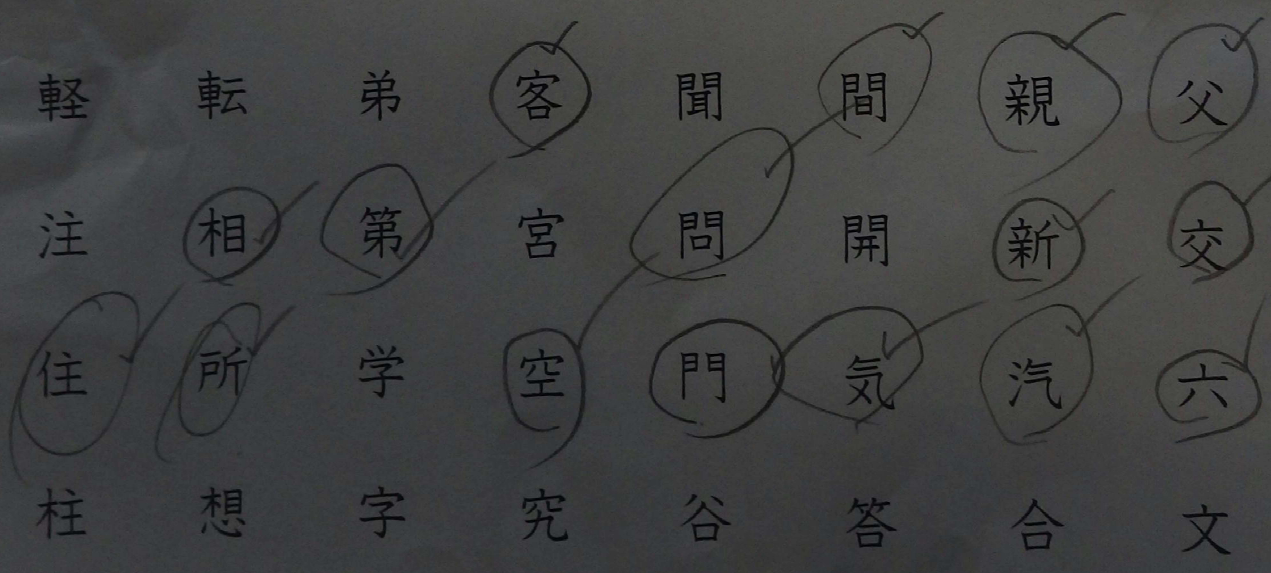 軽 転 弟 客 聞 間 親 父
注 相 第 宮 問 開 新 交
住 所 学 空 門 気 汽 六
柱 想 字 究 谷 答 合 文